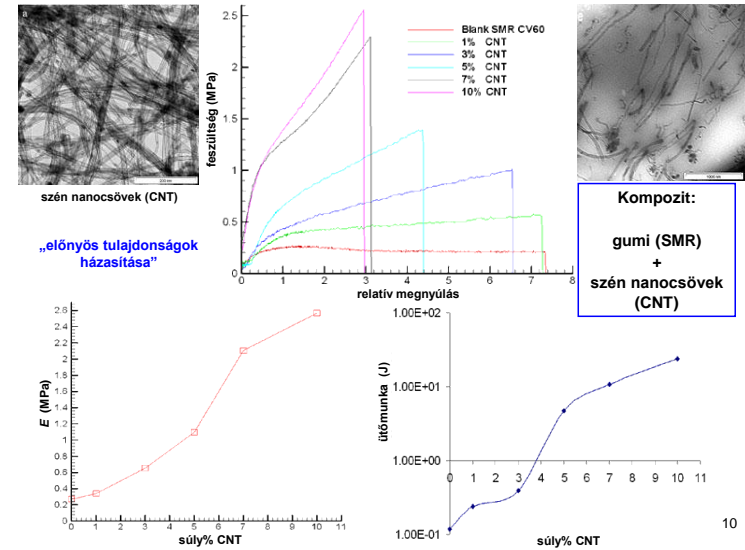 a
szén nanocsövek (CNT)
„előnyös tulajdonságok
házasítása”
feszültség (MPa)
2.5
2
1.5
1
0.5
0
0 1 2 3 4 5 6 7 8
relatív megnyúlás
Blank SMR CV60
1% CNT
3% CNT
5% CNT
7% CNT
10% CNT
Kompozit:
gumi (SMR)
+
szén nanocsövek
(CNT)
E (MPa)
2.6
2.4
2.2
2
1.8
1.6
1.4
1.2
1
0.8
0.6
0.4
0.2
0
0 1 2 3 4 5 6 7 8 9 10 11
súly% CNT
ütőmunka (J)
1.00E+02
1.00E+01
1.00E+00
1.00E-01
0 1 2 3 4 5 6 7 8 9 10 11
súly% CNT
10